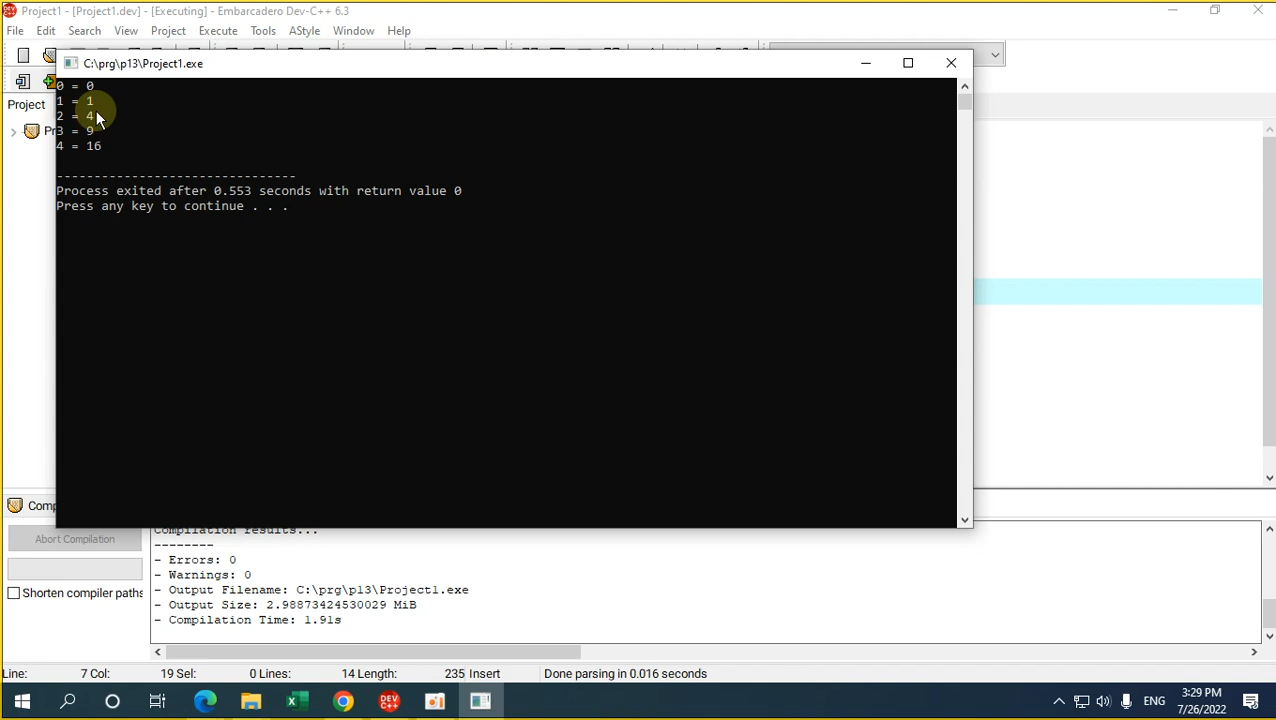 Project1 - [Project1.dev] - [Executing] - Embarcadero Dev-C++ 6.3
File Edit Search View Project Execute Tools AStyle Window Help
C:\prg\p13\Project1.exe
0 = 0
1 = 1
2 = 4
3 = 9
4 = 16
-------------------------------- 
Process exited after 0.553 seconds with return value 0
Press any key to continue . . .
Project
Pr
Comp
Abort Compilation
Shorten compiler paths
Compilation results...
--------
- Errors: 0
- Warnings: 0
- Output Filename: C:\prg\p13\Project1.exe
- Output Size: 2.98873424530029 MiB
- Compilation Time: 1.91s
Line: 7 Col: 19 Sel: 0 Lines: 14 Length: 235 Insert Done parsing in 0.016 seconds
DEV C++
ENG
3:29 PM
7/26/2022